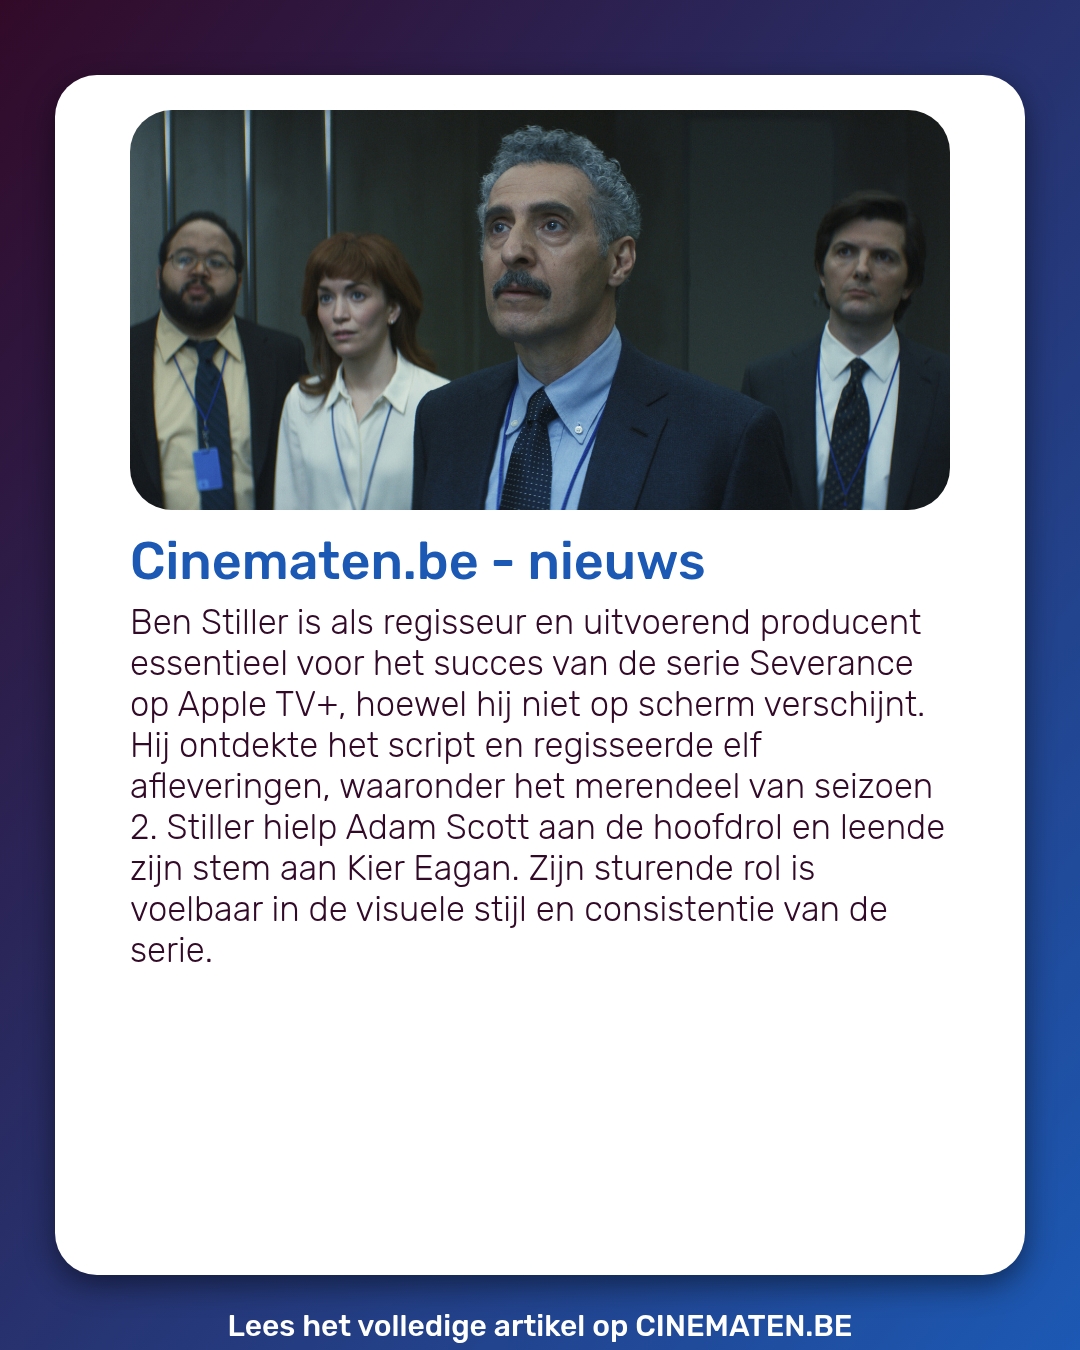 Cinematen.be - nieuws
Ben Stiller is als regisseur en uitvoerend producent
essentieel voor het succes van de serie Severance
op Apple TV+, hoewel hij niet op scherm verschijnt.
Hij ontdekte het script en regisseerde elf
afleveringen, waaronder het merendeel van seizoen
2. Stiller hielp Adam Scott aan de hoofdrol en leende
zijn stem aan Kier Eagan. Zijn sturende rol is
voelbaar in de visuele stijl en consistentie van de
serie.
Lees het volledige artikel op CINEMATEN.BE